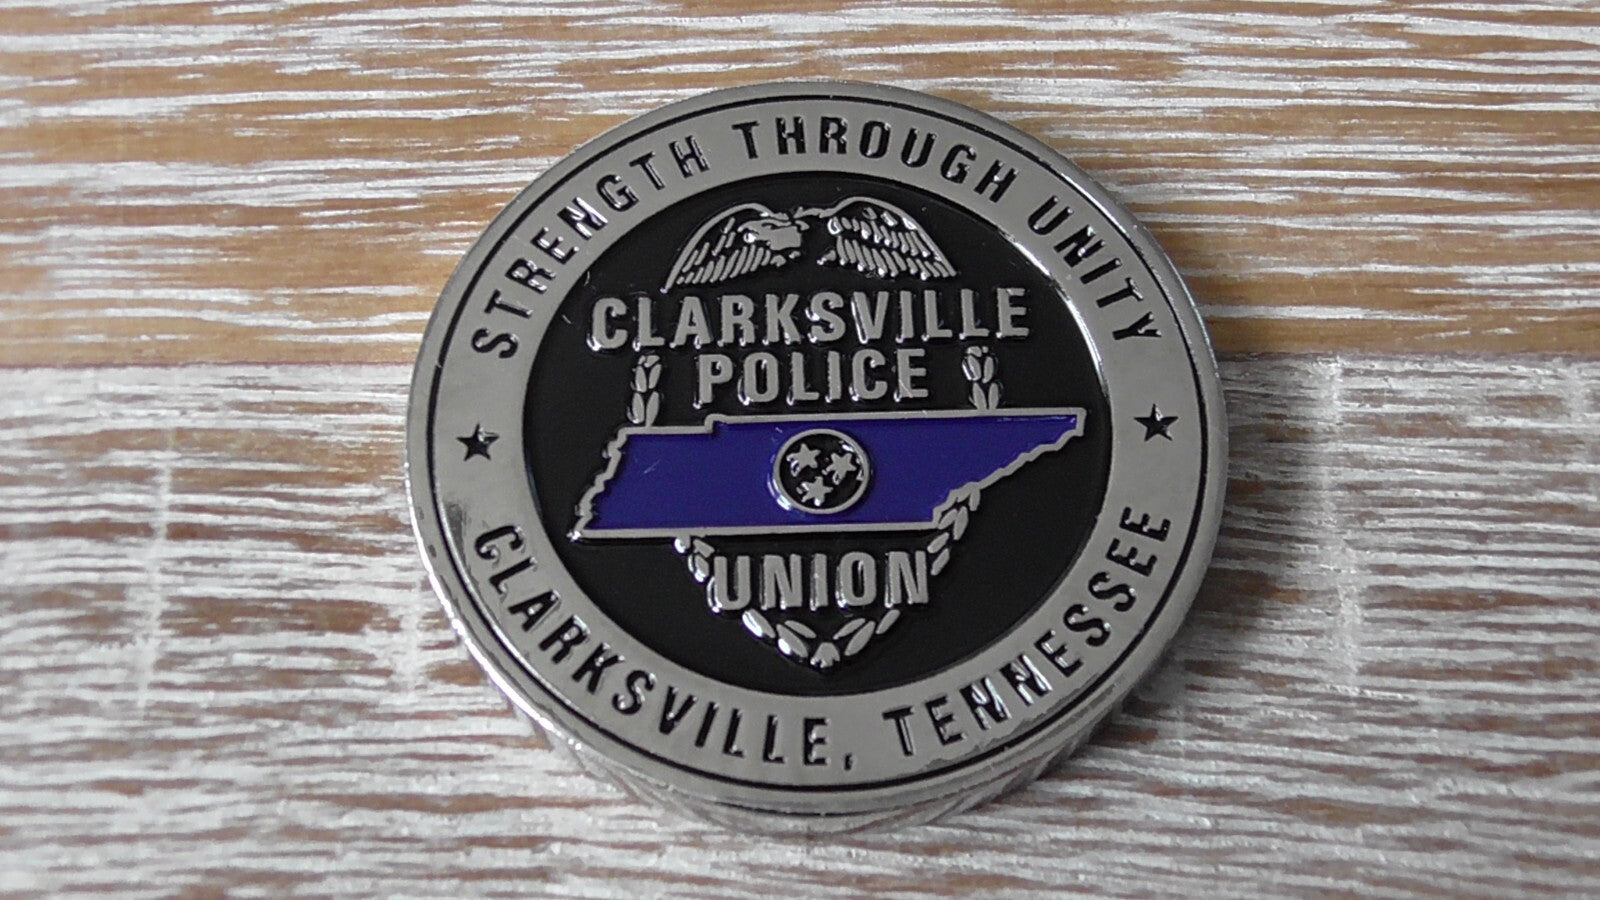 STRENGTH THROUGH UNITY
CLARKSVILLE
POLICE
UNION
CLARKSVILLE, TENNESSEE